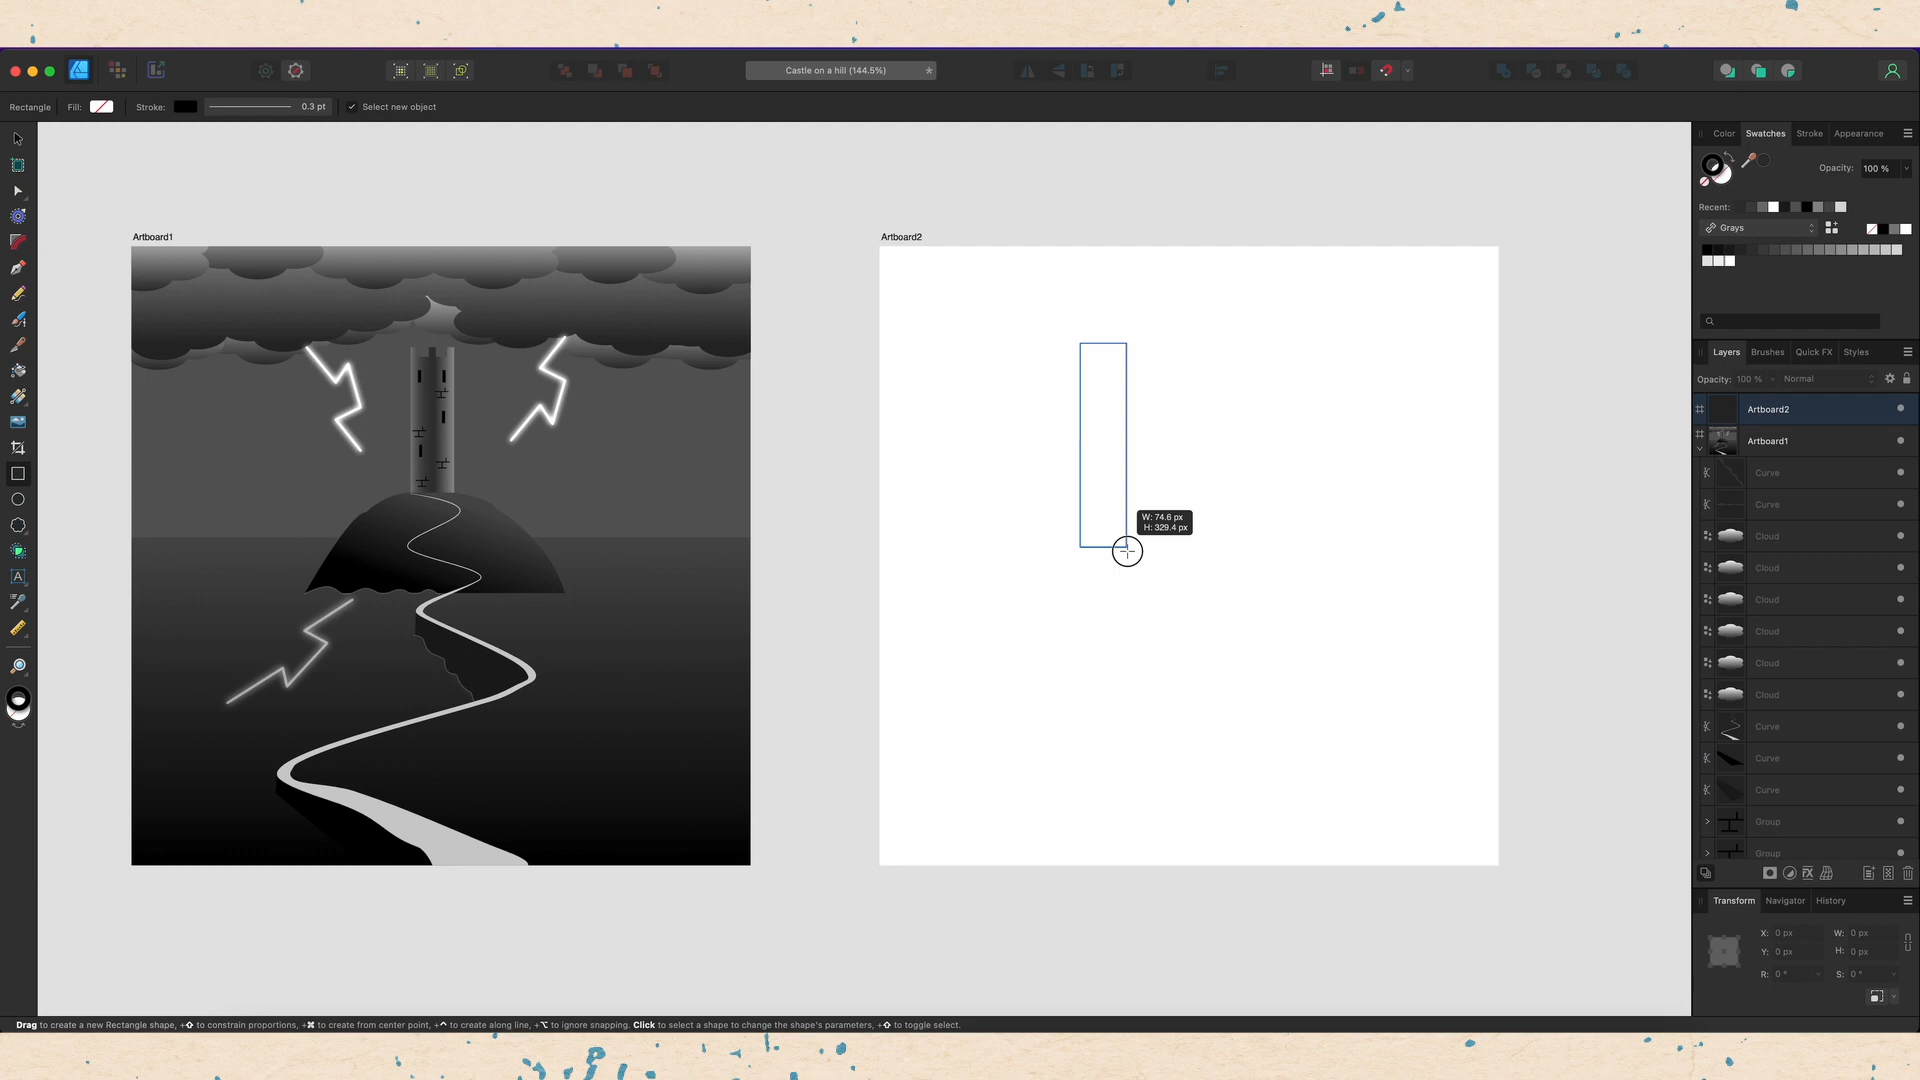 Castle on a hill (144.5%)
Rectangle Fill: Stroke: 0.3 pt Select new object
Color Swatches Stroke Appearance
Opacity: 100 %
Recent:
Grays
Artboard1
Artboard2
W: 74.6 px
H: 329.4 px
Layers Brushes Quick FX Styles
Opacity: 100 % Normal
Artboard2
Artboard1
Curve
Curve
Cloud
Cloud
Cloud
Cloud
Cloud
Cloud
Curve
Curve
Curve
Group
Group
Transform Navigator History
X: 0 px W: 0 px
Y: 0 px H: 0 px
R: 0 ° S: 0 °
Drag to create a new Rectangle shape, +⇧ to constrain proportions, +⌘ to create from center point, +⌃ to create along line, +⌥ to ignore snapping. Click to select a shape to change the shape's parameters, +⇧ to toggle select.